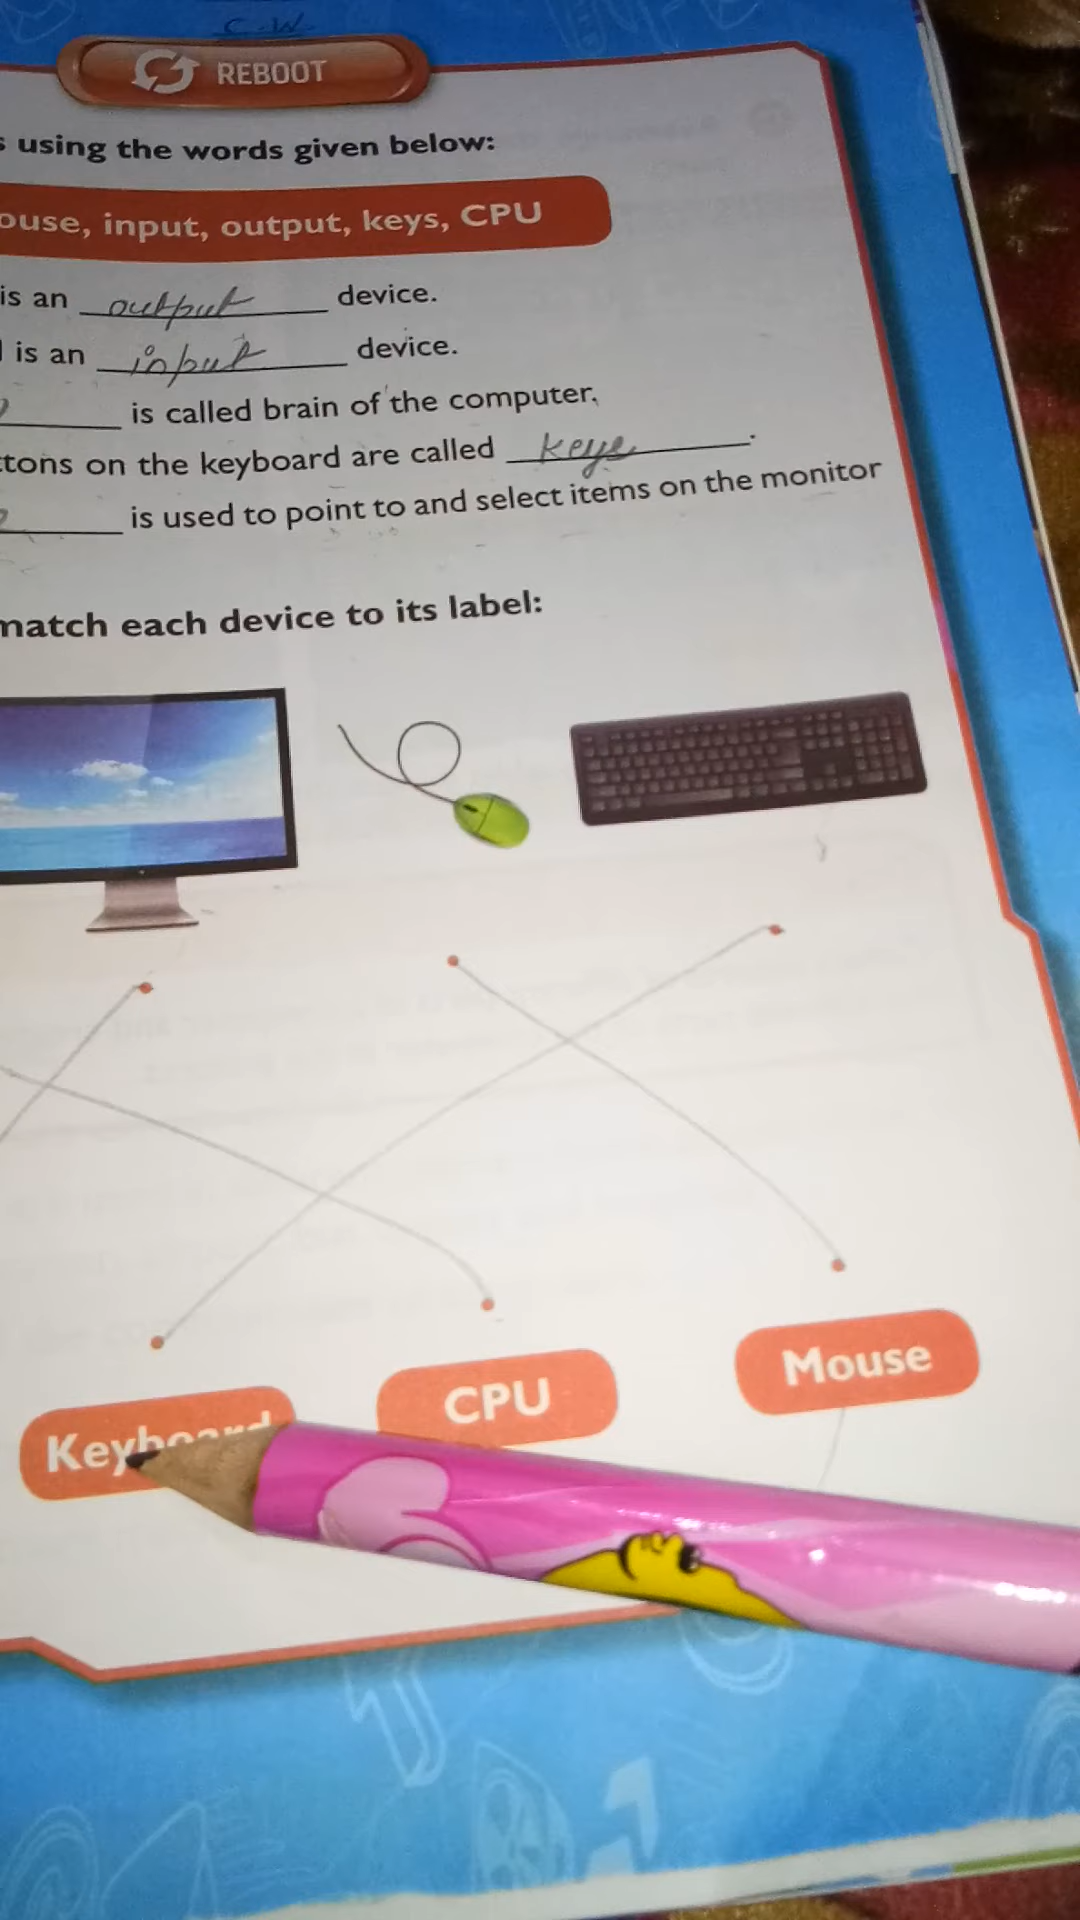 C.W.
REBOOT
using the words given below:
ouse, input, output, keys, CPU
is an output device.
is an input device.
is called brain of the computer.
tons on the keyboard are called keys.
is used to point to and select items on the monitor
match each device to its label:
Keyboard
CPU
Mouse